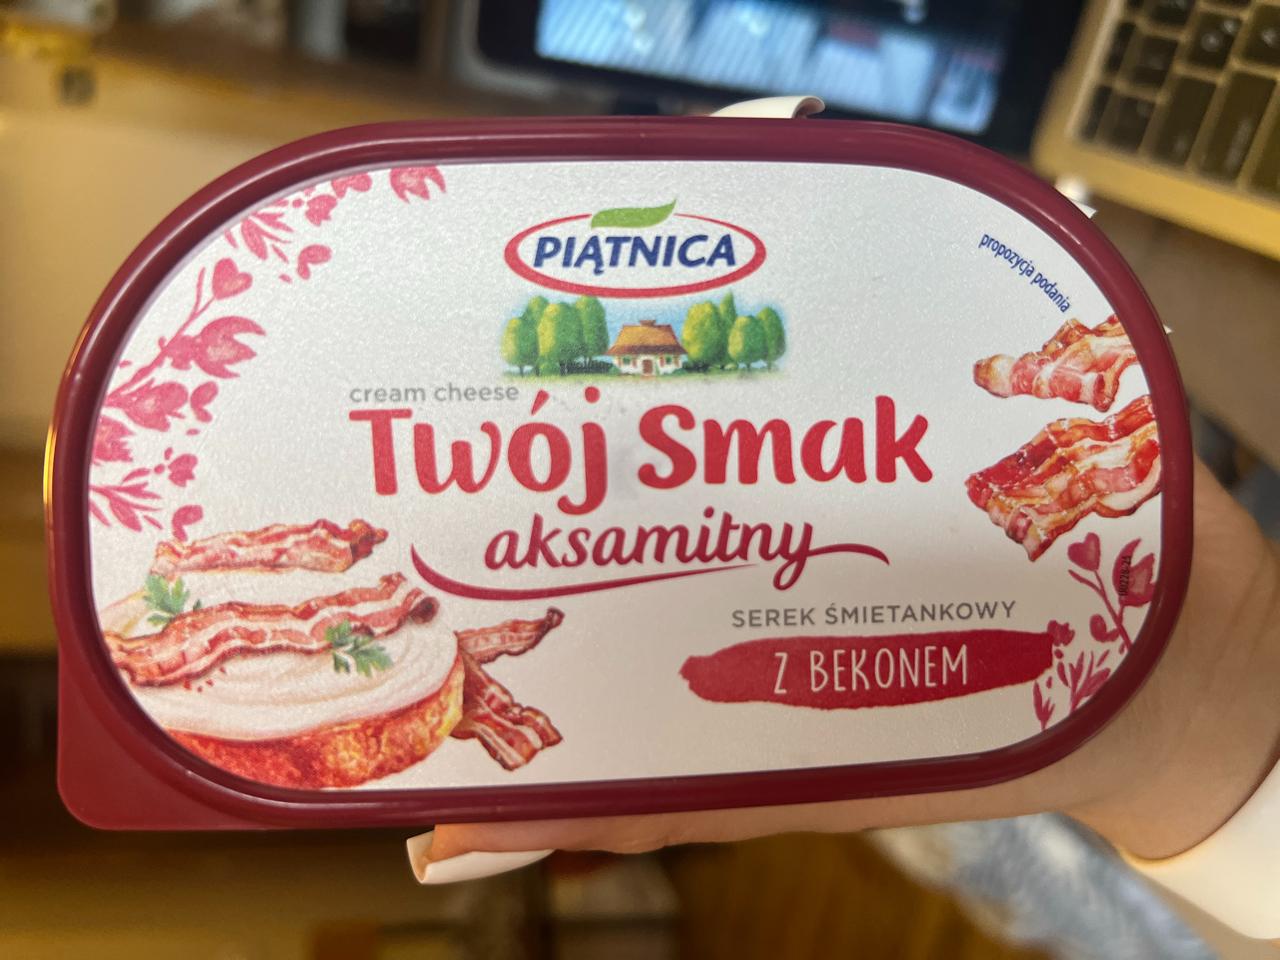 PIĄTNICA
propozycja podania
cream cheese
Twój Smak
aksamitny
SEREK ŚMIETANKOWY
Z BEKONEM